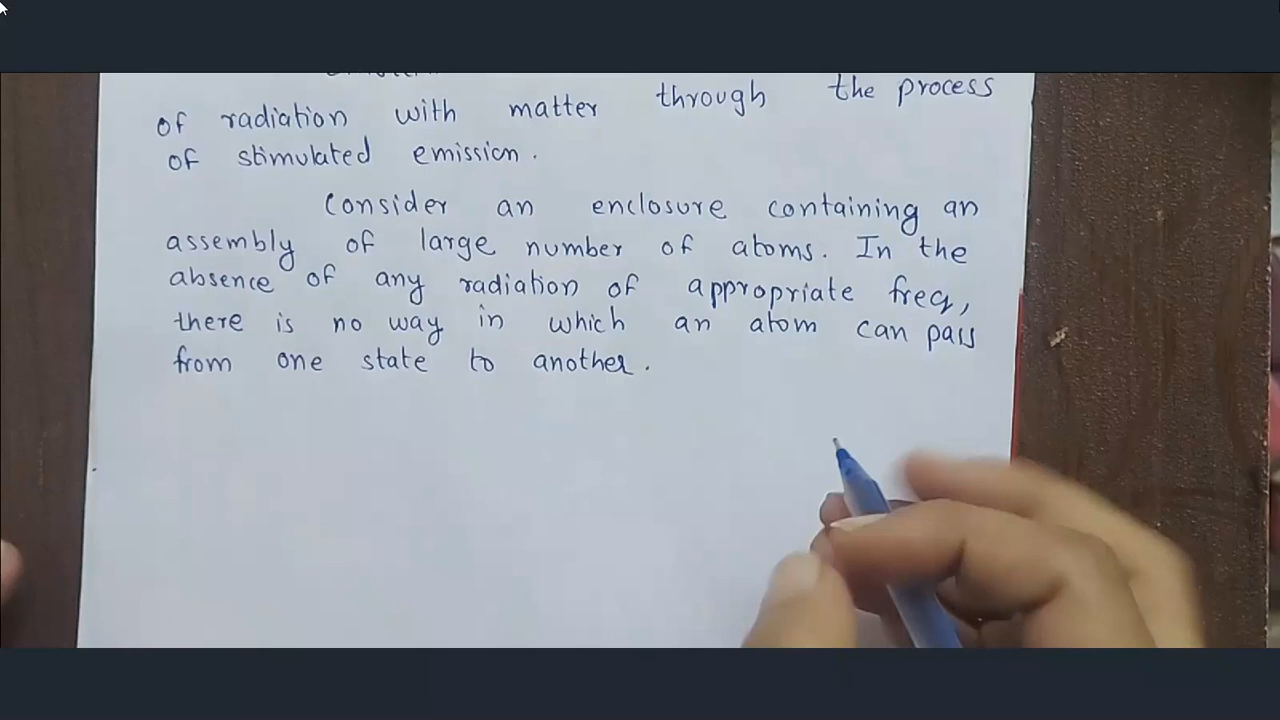 of radiation with matter through the process
of stimulated emission.
Consider an enclosure containing an
assembly of large number of atoms. In the
absence of any radiation of appropriate freq,
there is no way in which an atom can pass
from one state to another.